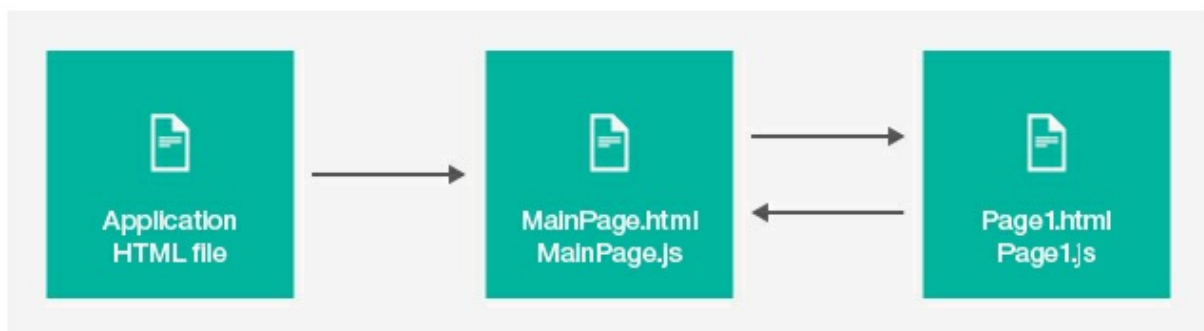 Application
HTML file
MainPage.html
MainPage.js
Page1.html
Page1.js